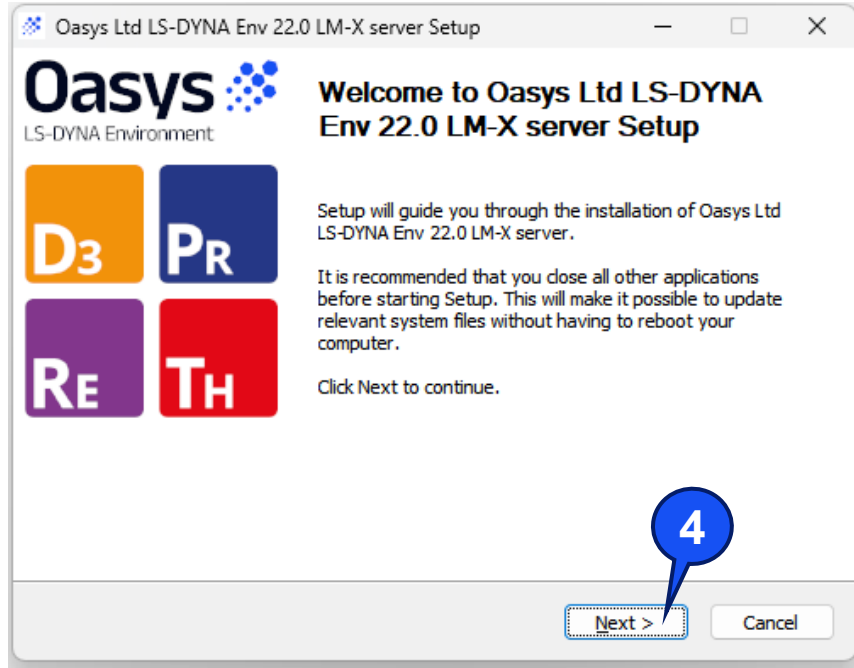 Oasys Ltd LS-DYNA Env 22.0 LM-X server Setup
Oasys
LS-DYNA Environment
D3
PR
RE
TH
Welcome to Oasys Ltd LS-DYNA
Env 22.0 LM-X server Setup
Setup will guide you through the installation of Oasys Ltd
LS-DYNA Env 22.0 LM-X server.
It is recommended that you close all other applications
before starting Setup. This will make it possible to update
relevant system files without having to reboot your
computer.
Click Next to continue.
4
Next >
Cancel